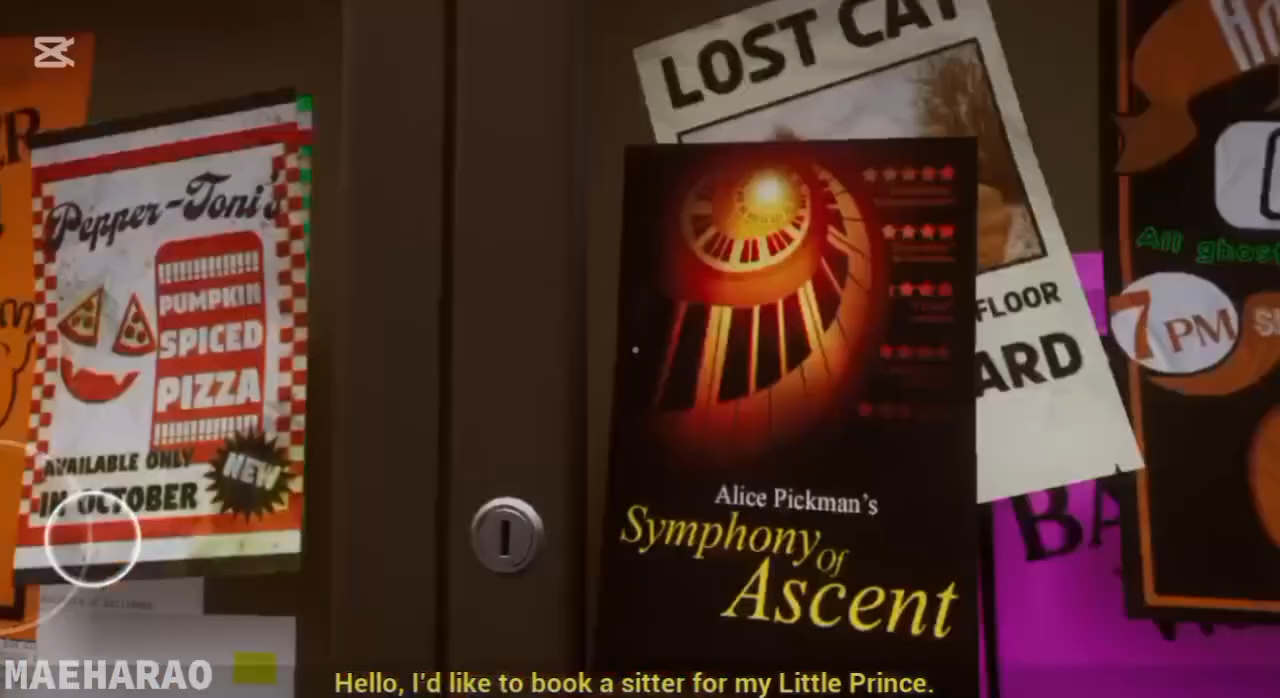 Pepper-Toni's
PUMPKIN
SPICED
PIZZA
AVAILABLE ONLY
IN OCTOBER
NEW
LOST CAT
FLOOR
ARD
Alice Pickman's
Symphony
Of
Ascent
All ghost
7 PM
BA
MAEHARAO
Hello, I'd like to book a sitter for my Little Prince.